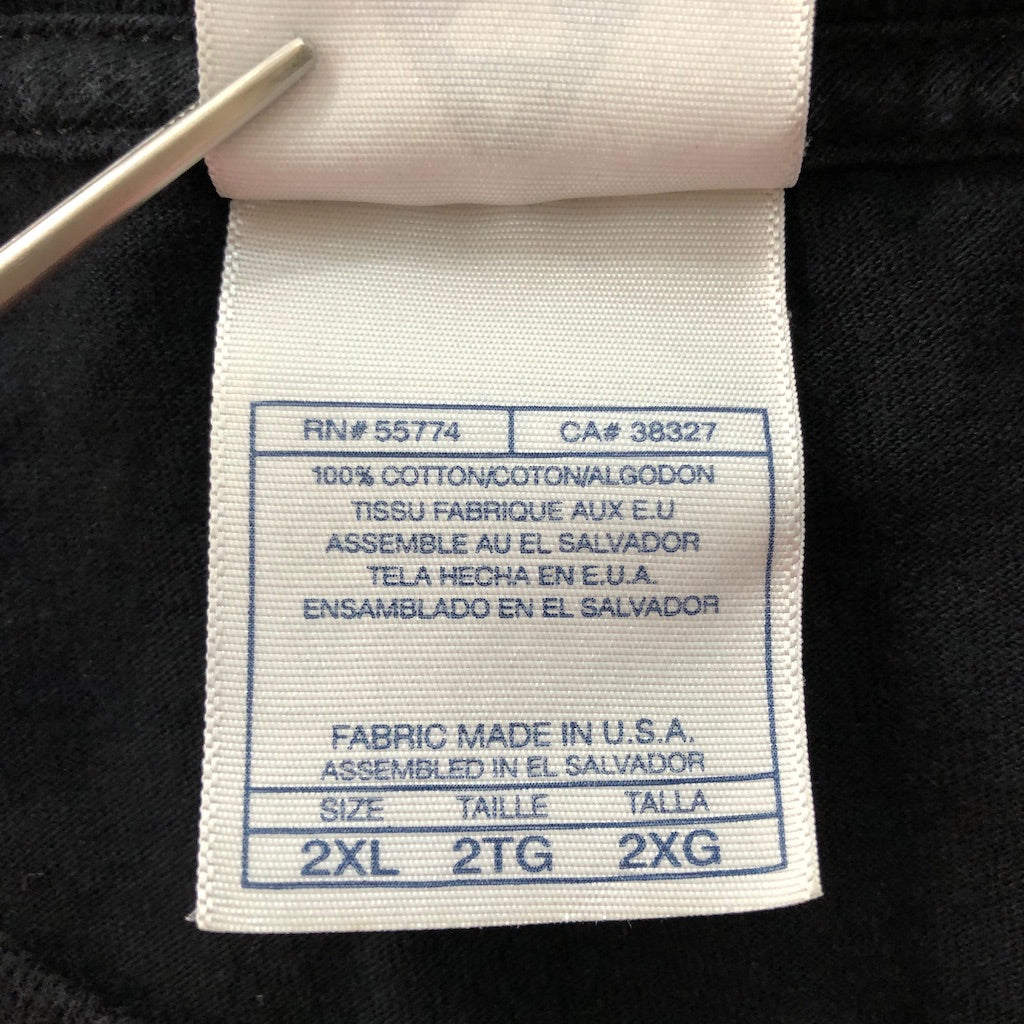 RN# 55774 CA# 38327
100% COTTON/COTON/ALGODON
TISSU FABRIQUE AUX E.U
ASSEMBLE AU EL SALVADOR
TELA HECHA EN E.U.A.
ENSAMBLADO EN EL SALVADOR
FABRIC MADE IN U.S.A.
ASSEMBLED IN EL SALVADOR
SIZE TAILLE TALLA
2XL 2TG 2XG